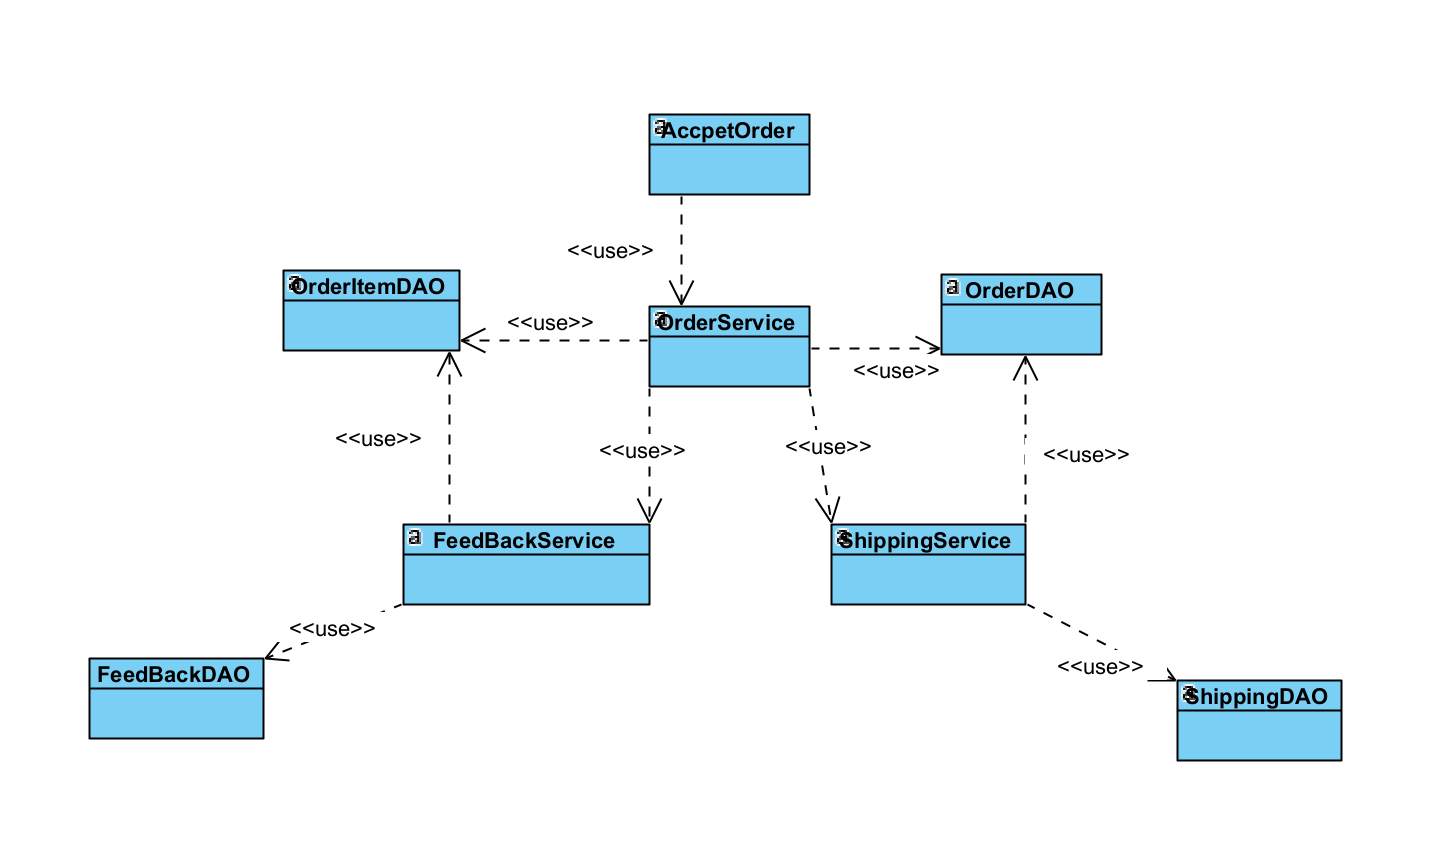 AccpetOrder
<<use>>
OrderItemDAO
OrderDAO
<<use>>
OrderService
<<use>>
<<use>>
<<use>>
<<use>>
<<use>>
FeedBackService
ShippingService
<<use>>
<<use>>
FeedBackDAO
ShippingDAO